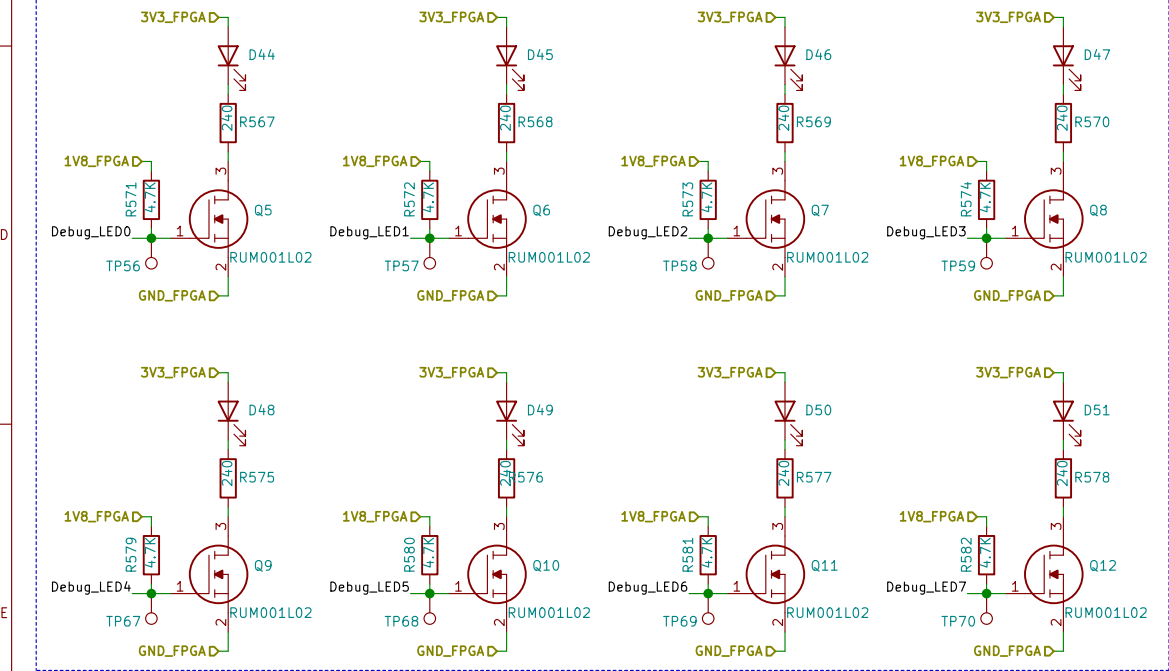 3V3_FPGA 3V3_FPGA 3V3_FPGA 3V3_FPGA
D44 D45 D46 D47
240 R567 240 R568 240 R569 240 R570
1V8_FPGA 3 1V8_FPGA 3 1V8_FPGA 3 1V8_FPGA 3
R571 4.7K Q5 R572 4.7K Q6 R573 4.7K Q7 R574 4.7K Q8
D Debug_LED0 1 Debug_LED1 1 Debug_LED2 1 Debug_LED3 1
TP56 2 RUM001L02 TP57 2 RUM001L02 TP58 2 RUM001L02 TP59 2 RUM001L02
GND_FPGA GND_FPGA GND_FPGA GND_FPGA
3V3_FPGA 3V3_FPGA 3V3_FPGA 3V3_FPGA
D48 D49 D50 D51
240 R575 240 R576 240 R577 240 R578
1V8_FPGA 3 1V8_FPGA 3 1V8_FPGA 3 1V8_FPGA 3
R579 4.7K Q9 R580 4.7K Q10 R581 4.7K Q11 R582 4.7K Q12
Debug_LED4 1 Debug_LED5 1 Debug_LED6 1 Debug_LED7 1
E TP67 2 RUM001L02 TP68 2 RUM001L02 TP69 2 RUM001L02 TP70 2 RUM001L02
GND_FPGA GND_FPGA GND_FPGA GND_FPGA